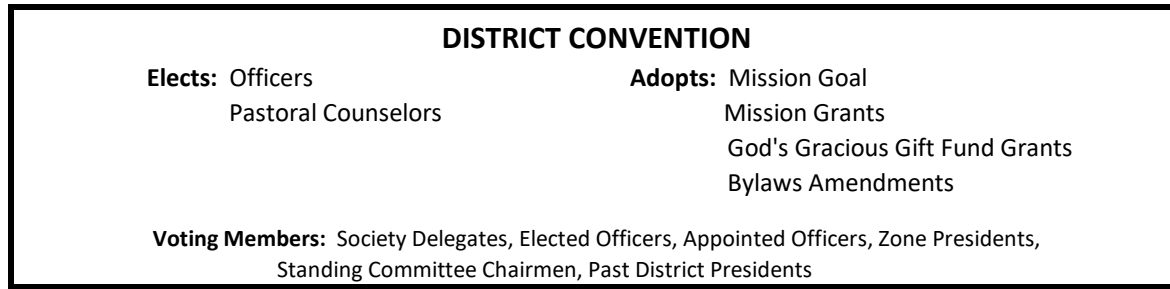 DISTRICT CONVENTION
Elects: Officers Adopts: Mission Goal
Pastoral Counselors Mission Grants
God's Gracious Gift Fund Grants
Bylaws Amendments
Voting Members: Society Delegates, Elected Officers, Appointed Officers, Zone Presidents,
Standing Committee Chairmen, Past District Presidents